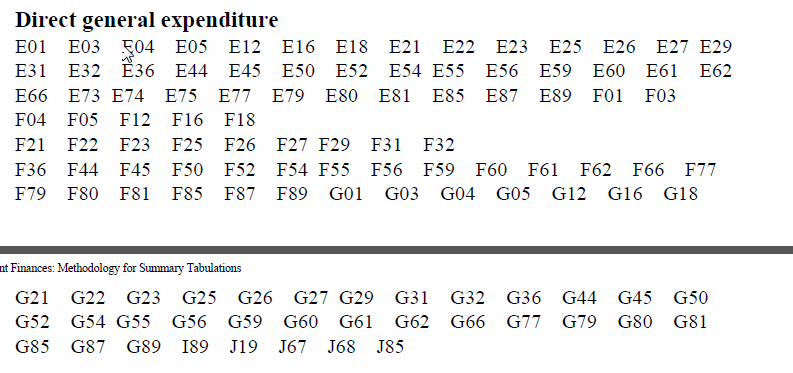 Direct general expenditure
E01 E03 E04 E05 E12 E16 E18 E21 E22 E23 E25 E26 E27 E29
E31 E32 E36 E44 E45 E50 E52 E54 E55 E56 E59 E60 E61 E62
E66 E73 E74 E75 E77 E79 E80 E81 E85 E87 E89 F01 F03
F04 F05 F12 F16 F18
F21 F22 F23 F25 F26 F27 F29 F31 F32
F36 F44 F45 F50 F52 F54 F55 F56 F59 F60 F61 F62 F66 F77
F79 F80 F81 F85 F87 F89 G01 G03 G04 G05 G12 G16 G18
nt Finances: Methodology for Summary Tabulations
G21 G22 G23 G25 G26 G27 G29 G31 G32 G36 G44 G45 G50
G52 G54 G55 G56 G59 G60 G61 G62 G66 G77 G79 G80 G81
G85 G87 G89 I89 J19 J67 J68 J85